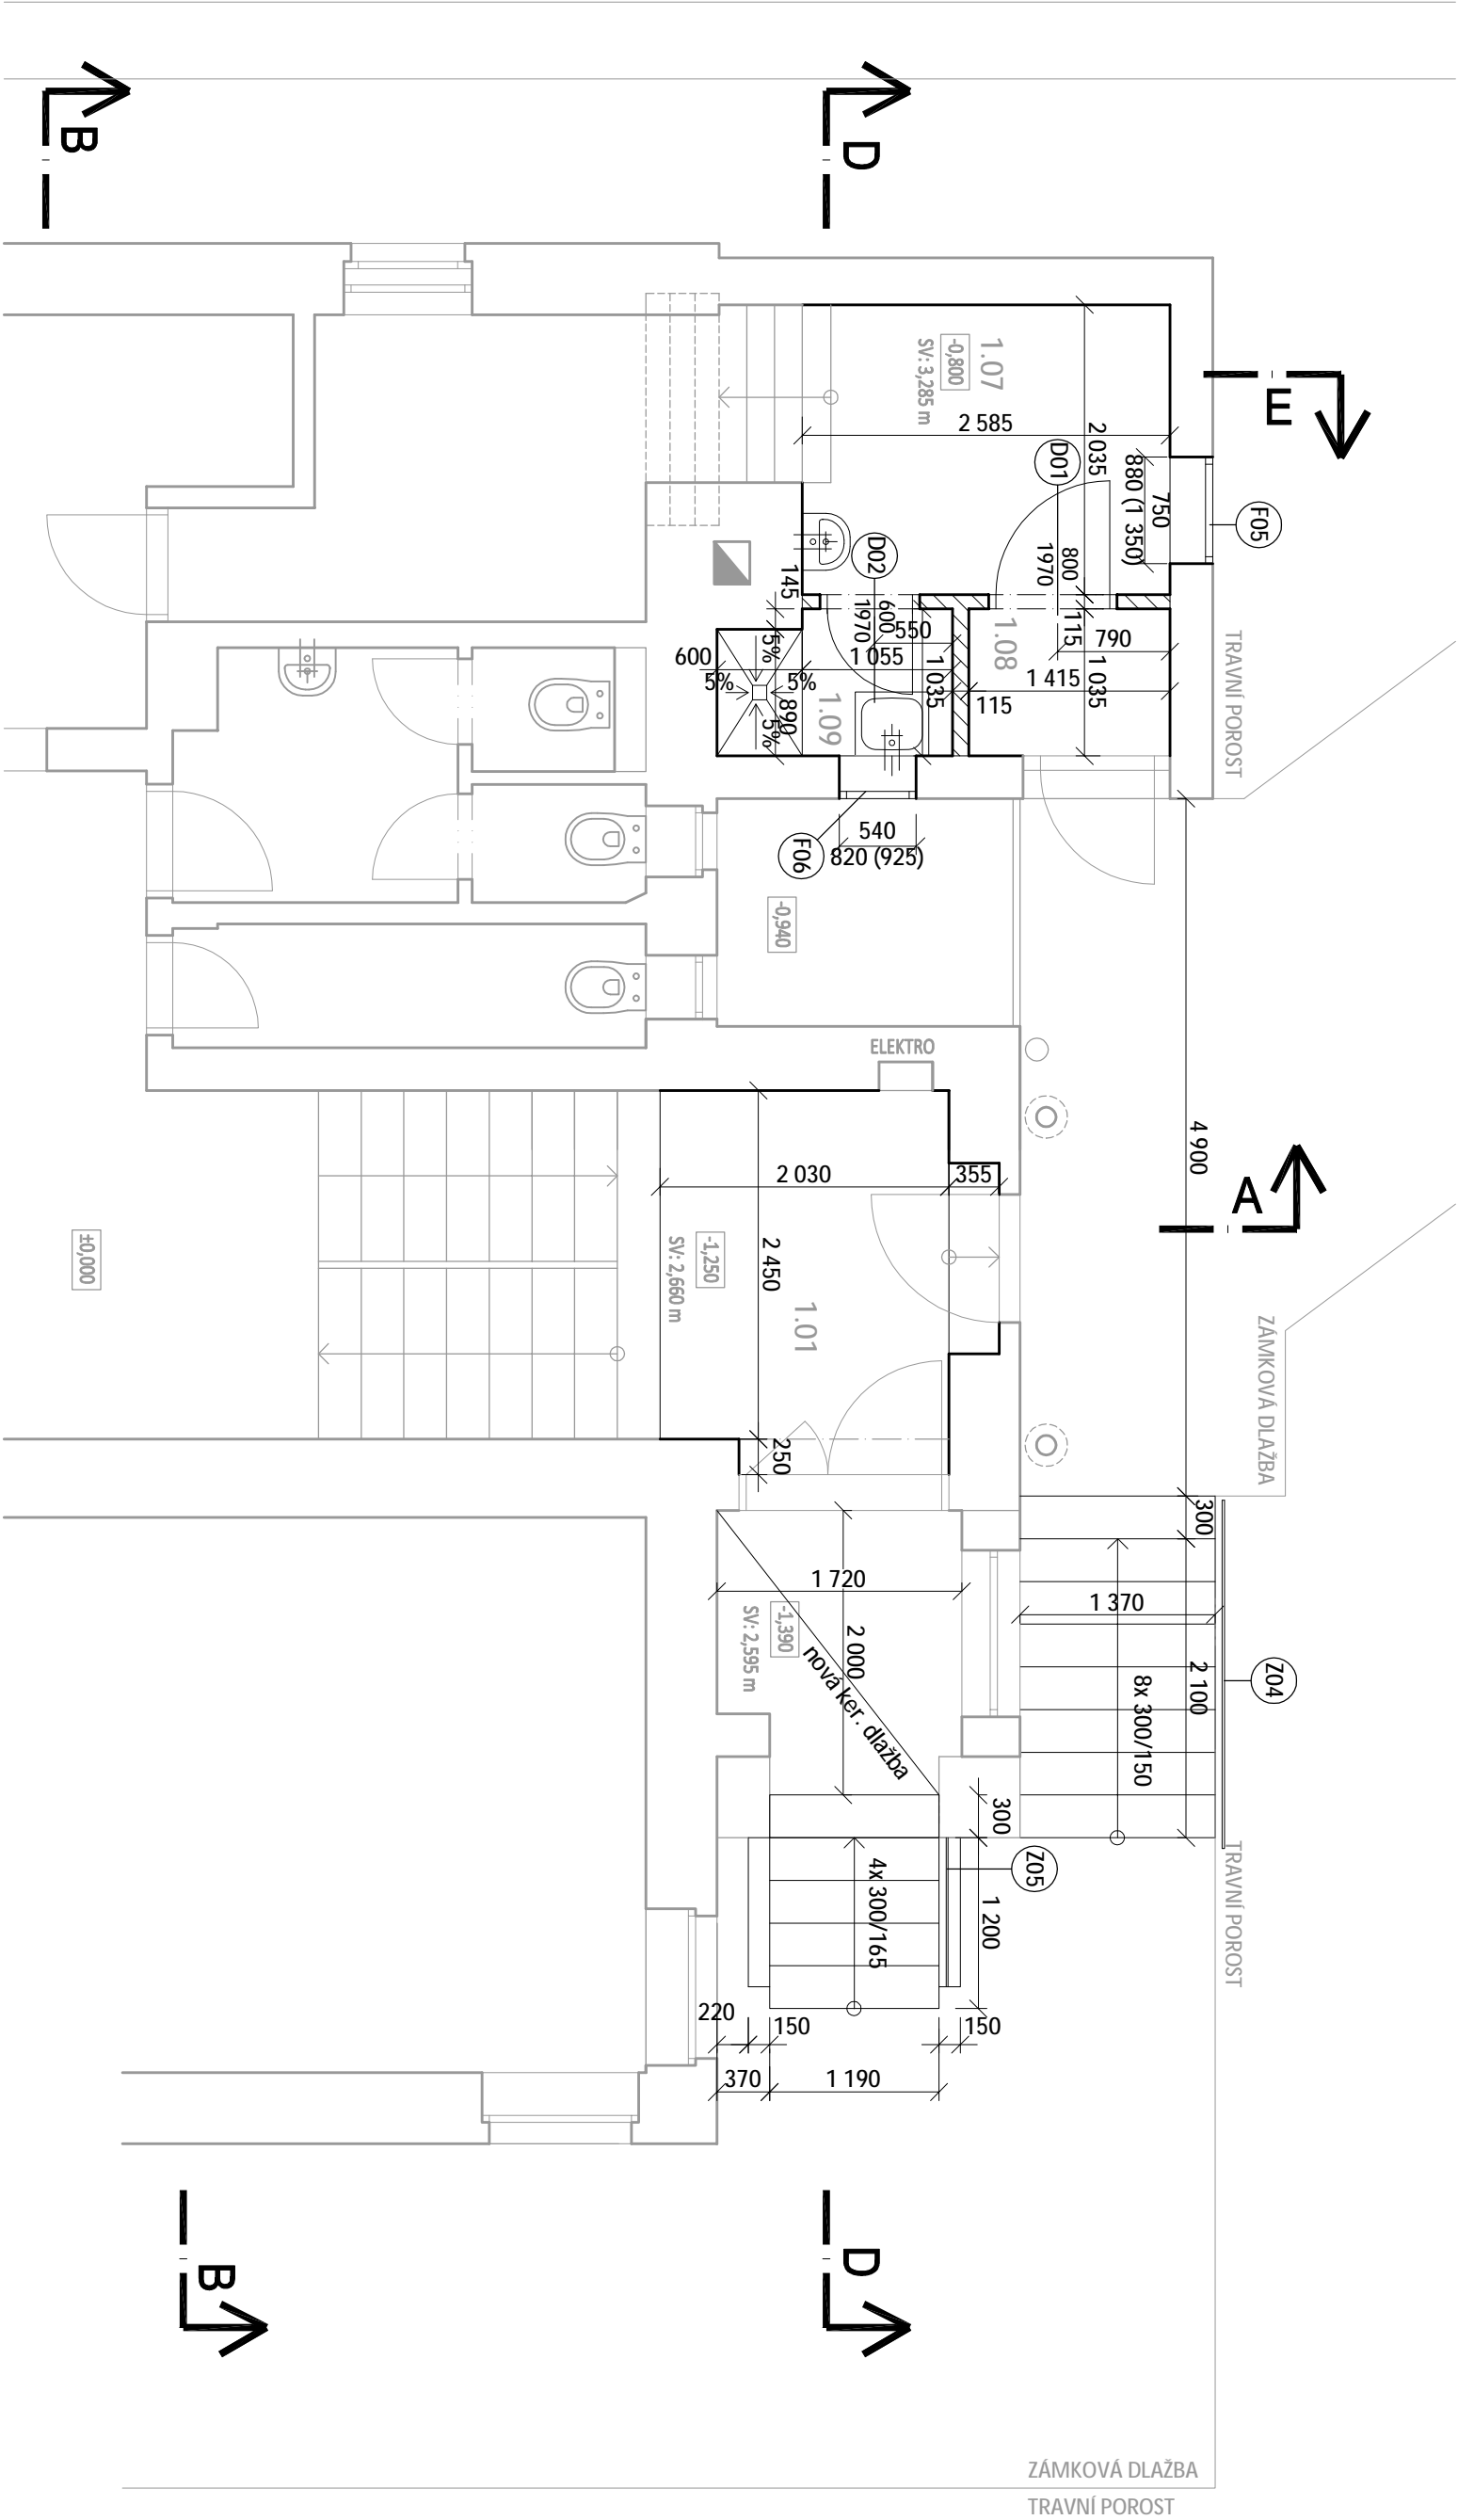 B
D
E
1.07
-0,800
SV: 3,285 m
2 585
2 035
D01
880 (1 350)
750
F05
D02
800
1970
600
1970
145
115
790
550
1.08
TRAVNÍ POROST
600
5%
5%
1 055
1 035
1 415
1 035
5%
890
5%
115
1.09
540
820 (925)
F06
-0,940
ELEKTRO
4 900
A
2 030
355
±0,000
-1,250
SV: 2,660 m
2 450
1.01
ZÁMKOVÁ DLAŽBA
250
300
1 720
1 370
-1,390
SV: 2,595 m
2 000
nová ker. dlažba
8x 300/150
2 100
Z04
300
Z05
4x 300/165
1 200
TRAVNÍ POROST
220
150
150
370
1 190
B
D
ZÁMKOVÁ DLAŽBA
TRAVNÍ POROST